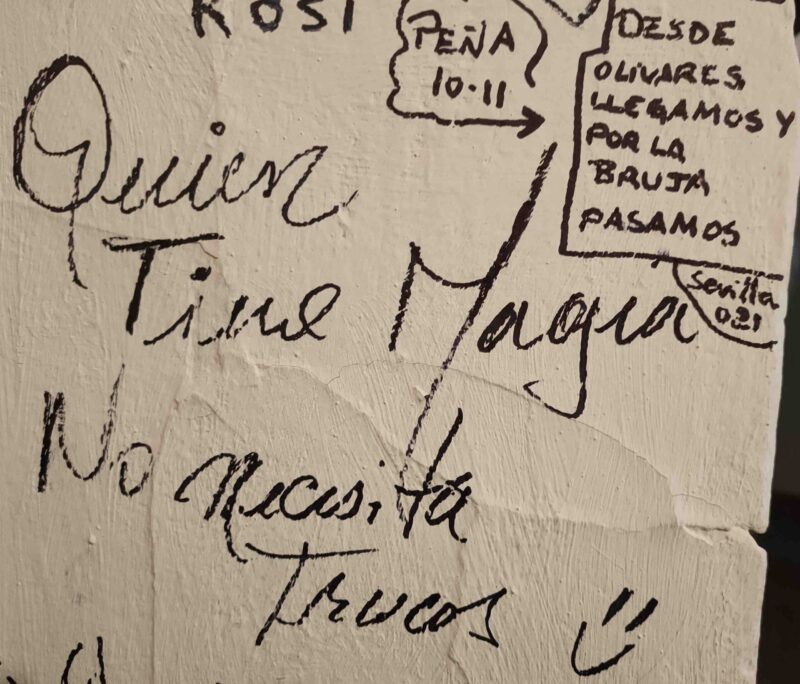 ROSI
PEÑA
10-11
DESDE
OLIVARES
LLEGAMOS Y
POR LA
BRUJA
PASAMOS
Sevilla
021
Quien
Tiene Magia
No necesita
Trucos